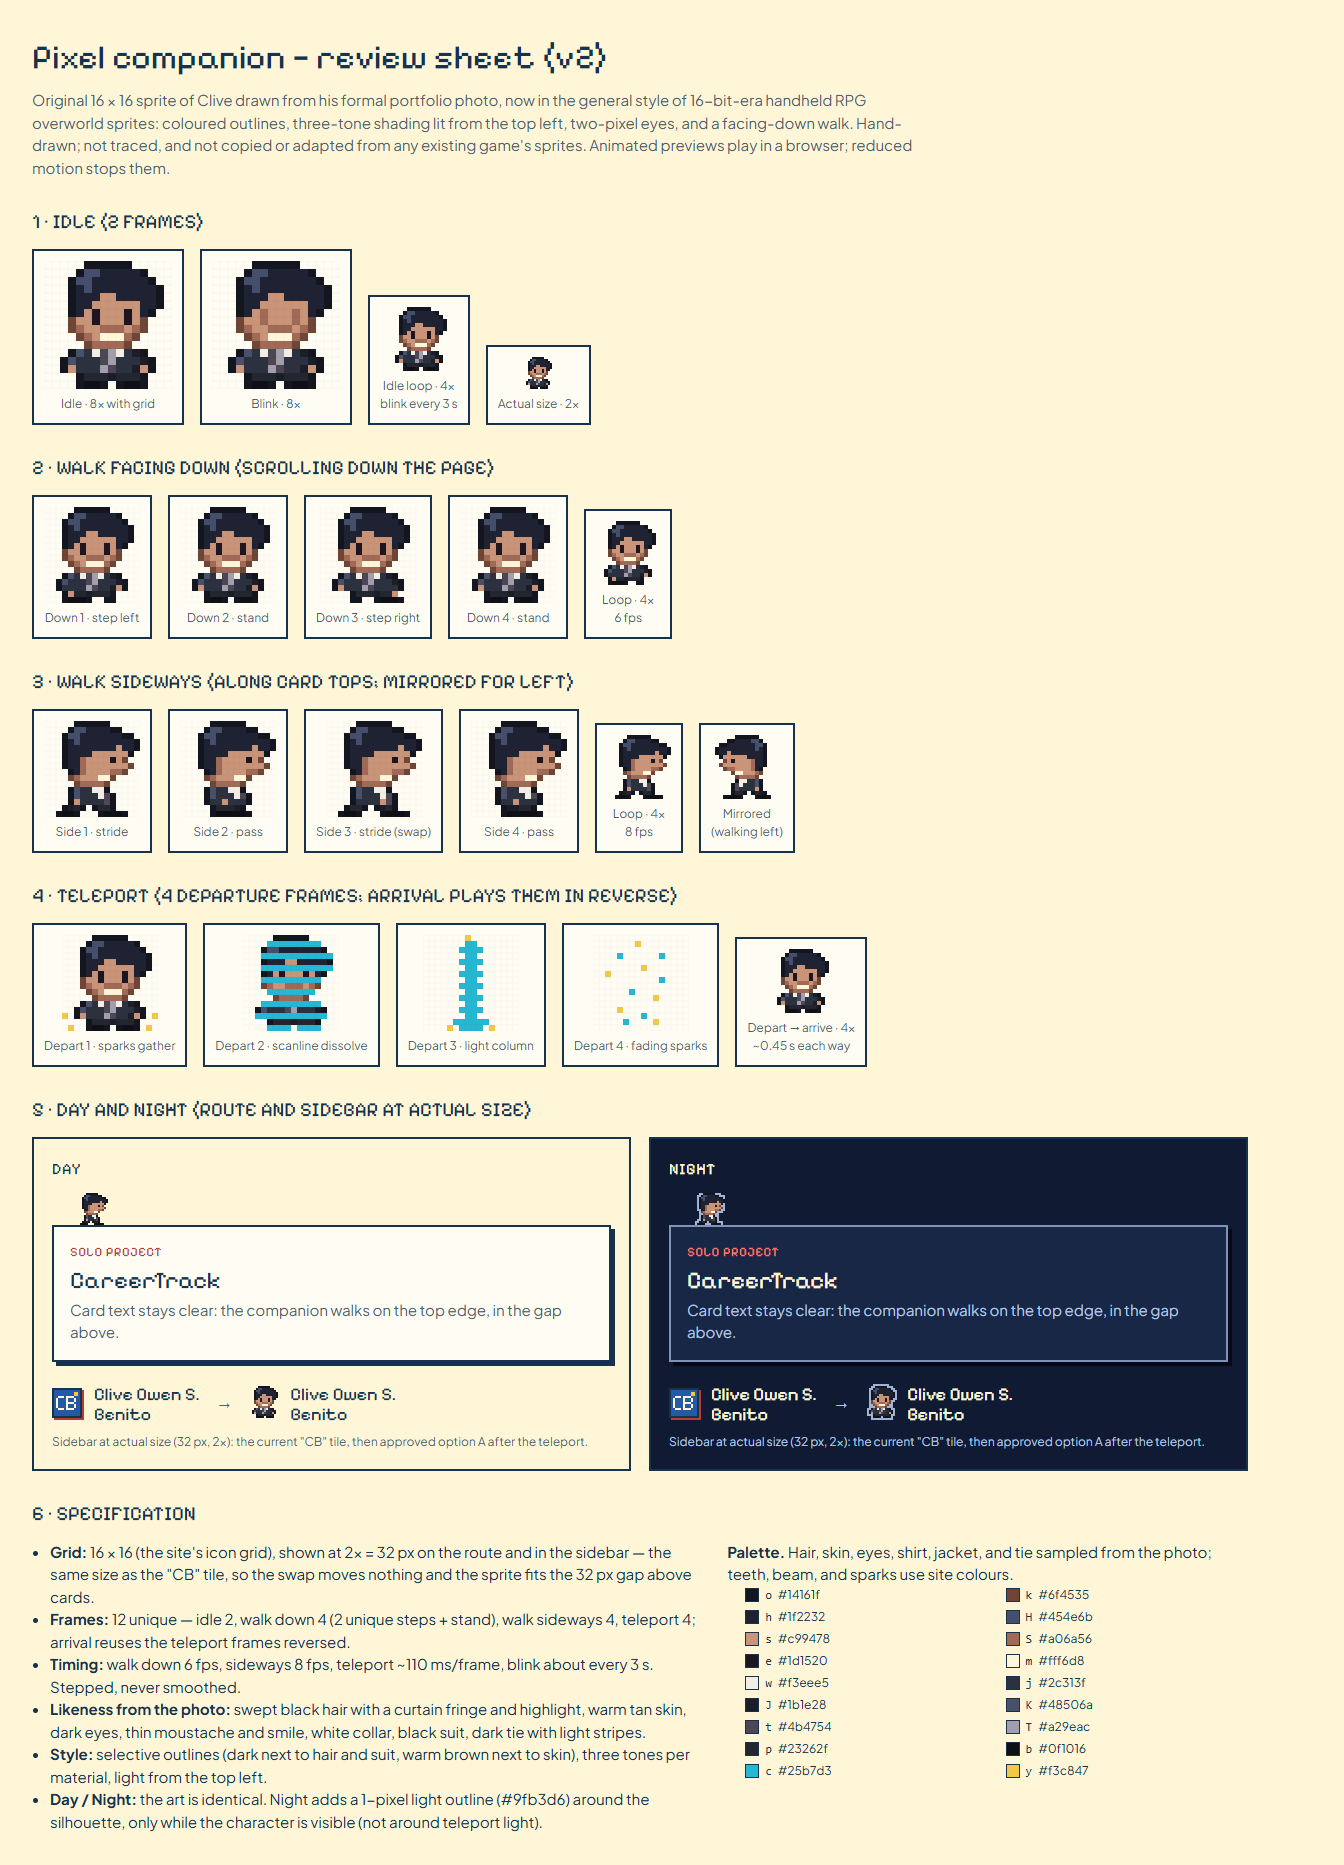 Pixel companion – review sheet (v2)
Original 16 × 16 sprite of Clive drawn from his formal portfolio photo, now in the general style of 16–bit-era handheld RPG
overworld sprites: coloured outlines, three-tone shading lit from the top left, two-pixel eyes, and a facing-down walk. Hand-
drawn; not traced, and not copied or adapted from any existing game's sprites. Animated previews play in a browser; reduced
motion stops them.
1 · IDLE (2 FRAMES)
Idle · 8× with grid
Blink · 8×
Idle loop · 4×
blink every 3 s
Actual size · 2×
2 · WALK FACING DOWN (SCROLLING DOWN THE PAGE)
Down 1 · step left
Down 2 · stand
Down 3 · step right
Down 4 · stand
Loop · 4×
6 fps
3 · WALK SIDEWAYS (ALONG CARD TOPS; MIRRORED FOR LEFT)
Side 1 · stride
Side 2 · pass
Side 3 · stride (swap)
Side 4 · pass
Loop · 4×
8 fps
Mirrored
(walking left)
4 · TELEPORT (4 DEPARTURE FRAMES; ARRIVAL PLAYS THEM IN REVERSE)
Depart 1 · sparks gather
Depart 2 · scanline dissolve
Depart 3 · light column
Depart 4 · fading sparks
Depart → arrive · 4×
~0.45 s each way
5 · DAY AND NIGHT (ROUTE AND SIDEBAR AT ACTUAL SIZE)
DAY
SOLO PROJECT
CareerTrack
Card text stays clear: the companion walks on the top edge, in the gap
above.
CB
Clive Owen S.
Benito
→
Clive Owen S.
Benito
Sidebar at actual size (32 px, 2×): the current "CB" tile, then approved option A after the teleport.
NIGHT
SOLO PROJECT
CareerTrack
Card text stays clear: the companion walks on the top edge, in the gap
above.
CB
Clive Owen S.
Benito
→
Clive Owen S.
Benito
Sidebar at actual size (32 px, 2×): the current "CB" tile, then approved option A after the teleport.
6 · SPECIFICATION
• Grid: 16 × 16 (the site's icon grid), shown at 2× = 32 px on the route and in the sidebar — the
same size as the "CB" tile, so the swap moves nothing and the sprite fits the 32 px gap above
cards.
• Frames: 12 unique — idle 2, walk down 4 (2 unique steps + stand), walk sideways 4, teleport 4;
arrival reuses the teleport frames reversed.
• Timing: walk down 6 fps, sideways 8 fps, teleport ~110 ms/frame, blink about every 3 s.
Stepped, never smoothed.
• Likeness from the photo: swept black hair with a curtain fringe and highlight, warm tan skin,
dark eyes, thin moustache and smile, white collar, black suit, dark tie with light stripes.
• Style: selective outlines (dark next to hair and suit, warm brown next to skin), three tones per
material, light from the top left.
• Day / Night: the art is identical. Night adds a 1–pixel light outline (#9fb3d6) around the
silhouette, only while the character is visible (not around teleport light).
Palette. Hair, skin, eyes, shirt, jacket, and tie sampled from the photo;
teeth, beam, and sparks use site colours.
o #14161f
k #6f4535
h #1f2232
H #454e6b
s #c99478
S #a06a56
e #1d1520
m #fff6d8
w #f3eee5
j #2c313f
J #1b1e28
K #48506a
t #4b4754
T #a29eac
p #23262f
b #0f1016
c #25b7d3
y #f3c847